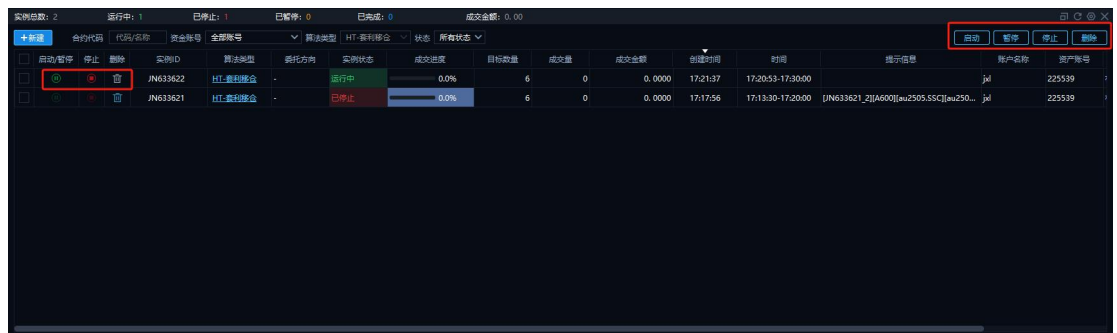 实例总数: 2 运行中: 1 已停止: 1 已暂停: 0 已完成: 0 成交金额: 0.00
+新建 合约代码 代码/名称 资金账号 全部账号 算法类型 HT-套利移仓 状态 所有状态 启动 暂停 停止 删除
启动/暂停 停止 删除 实例ID 算法类型 委托方向 实例状态 成交进度 目标数量 成交量 成交金额 创建时间 时间 提示信息 账户名称 资产账号
JN633622 HT-套利移仓 - 运行中 0.0% 6 0 0.0000 17:21:37 17:20:53-17:30:00 jxl 225539
JN633621 HT-套利移仓 - 已停止 0.0% 6 0 0.0000 17:17:56 17:13:30-17:20:00 [JN633621_2][A600][au2505.SSC][au250... jxl 225539